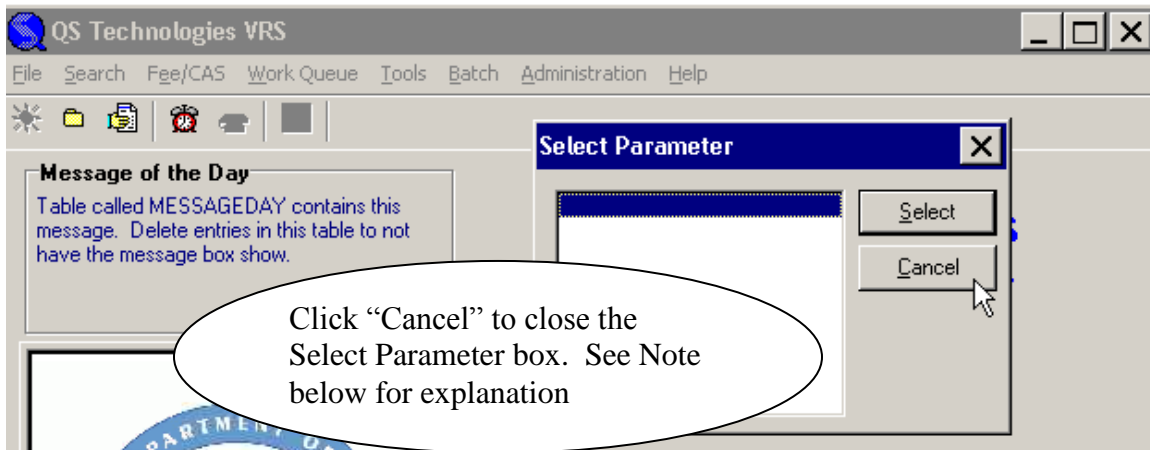 QS Technologies VRS
File Search Fee/CAS Work Queue Tools Batch Administration Help
Select Parameter
Message of the Day
Table called MESSAGEDAY contains this
message. Delete entries in this table to not
have the message box show.
Select
Cancel
Click “Cancel” to close the
Select Parameter box. See Note
below for explanation